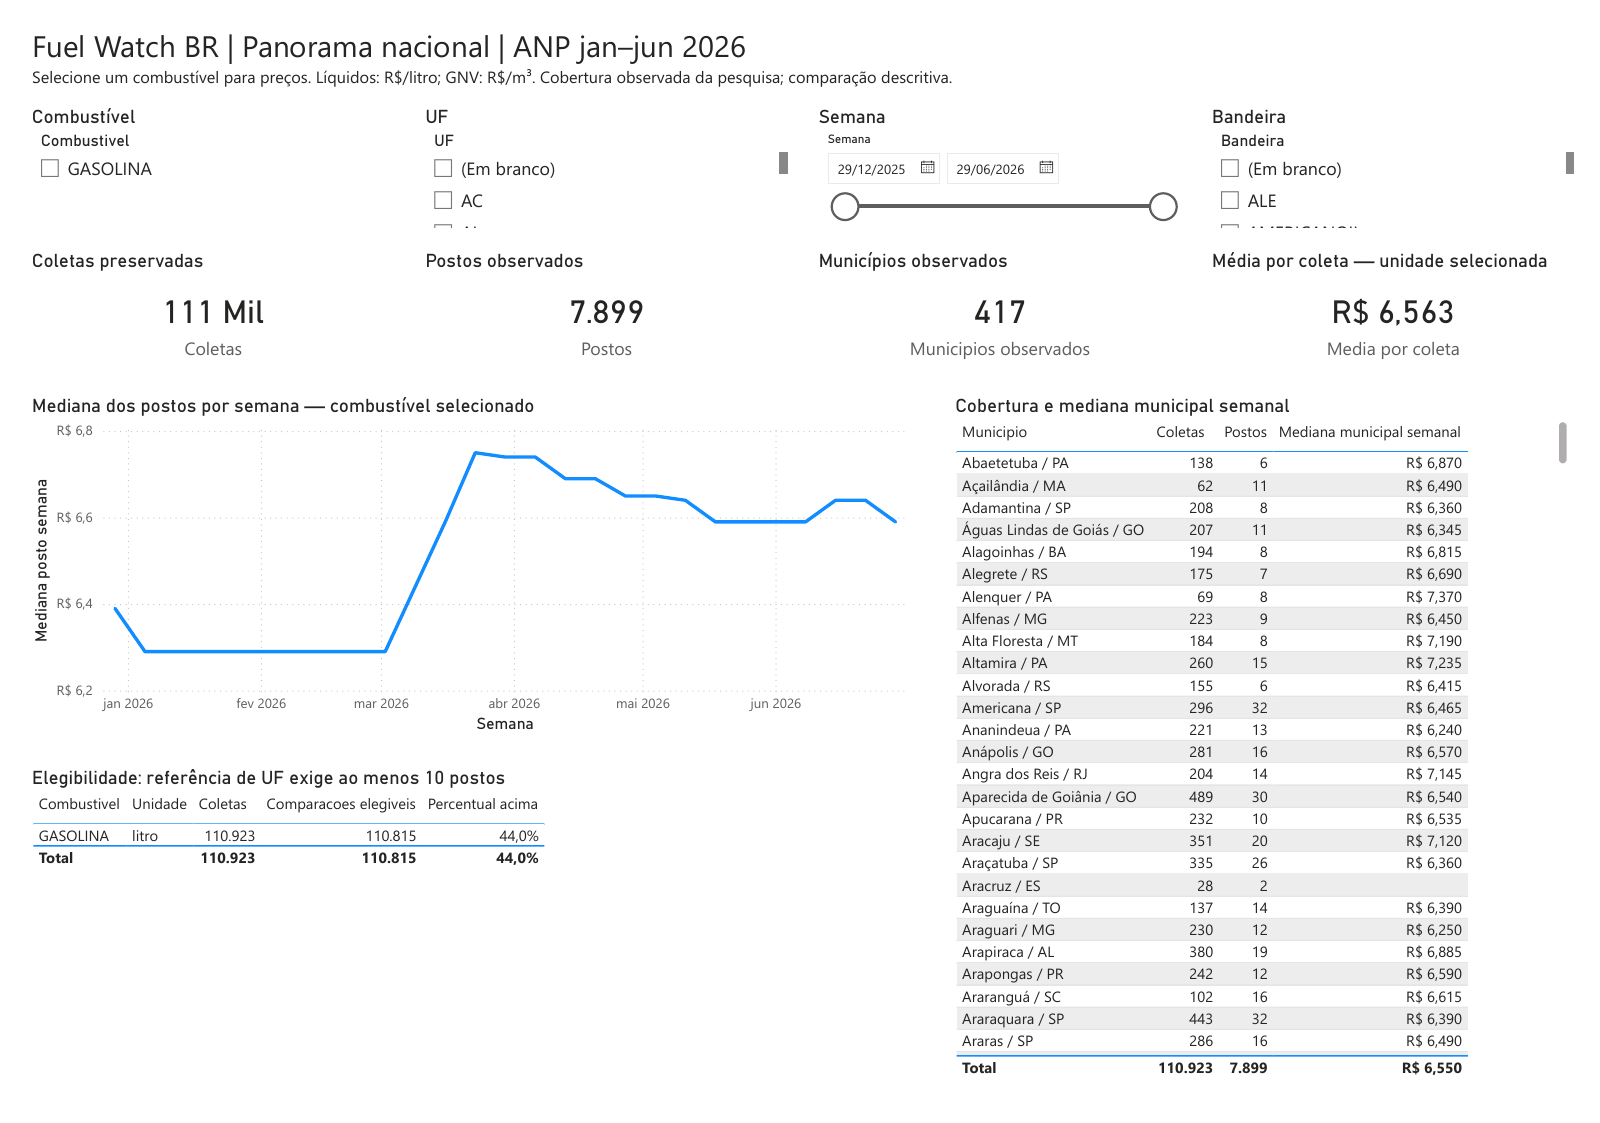 Fuel Watch BR | Panorama nacional | ANP jan–jun 2026
Selecione um combustível para preços. Líquidos: R$/litro; GNV: R$/m³. Cobertura observada da pesquisa; comparação descritiva.
Combustível
Combustivel
GASOLINA
UF
UF
(Em branco)
AC
Semana
Semana
29/12/2025 29/06/2026
Bandeira
Bandeira
(Em branco)
ALE
Coletas preservadas
111 Mil
Coletas
Postos observados
7.899
Postos
Municípios observados
417
Municipios observados
Média por coleta — unidade selecionada
R$ 6,563
Media por coleta
Mediana dos postos por semana — combustível selecionado
Mediana posto semana
R$ 6,8
R$ 6,6
R$ 6,4
R$ 6,2
jan 2026 fev 2026 mar 2026 abr 2026 mai 2026 jun 2026
Semana
Elegibilidade: referência de UF exige ao menos 10 postos
Combustivel Unidade Coletas Comparacoes elegiveis Percentual acima
GASOLINA litro 110.923 110.815 44,0%
Total 110.923 110.815 44,0%
Cobertura e mediana municipal semanal
Municipio Coletas Postos Mediana municipal semanal
Abaetetuba / PA 138 6 R$ 6,870
Açailândia / MA 62 11 R$ 6,490
Adamantina / SP 208 8 R$ 6,360
Águas Lindas de Goiás / GO 207 11 R$ 6,345
Alagoinhas / BA 194 8 R$ 6,815
Alegrete / RS 175 7 R$ 6,690
Alenquer / PA 69 8 R$ 7,370
Alfenas / MG 223 9 R$ 6,450
Alta Floresta / MT 184 8 R$ 7,190
Altamira / PA 260 15 R$ 7,235
Alvorada / RS 155 6 R$ 6,415
Americana / SP 296 32 R$ 6,465
Ananindeua / PA 221 13 R$ 6,240
Anápolis / GO 281 16 R$ 6,570
Angra dos Reis / RJ 204 14 R$ 7,145
Aparecida de Goiânia / GO 489 30 R$ 6,540
Apucarana / PR 232 10 R$ 6,535
Aracaju / SE 351 20 R$ 7,120
Araçatuba / SP 335 26 R$ 6,360
Aracruz / ES 28 2
Araguaína / TO 137 14 R$ 6,390
Araguari / MG 230 12 R$ 6,250
Arapiraca / AL 380 19 R$ 6,885
Arapongas / PR 242 12 R$ 6,590
Araranguá / SC 102 16 R$ 6,615
Araraquara / SP 443 32 R$ 6,390
Araras / SP 286 16 R$ 6,490
Total 110.923 7.899 R$ 6,550